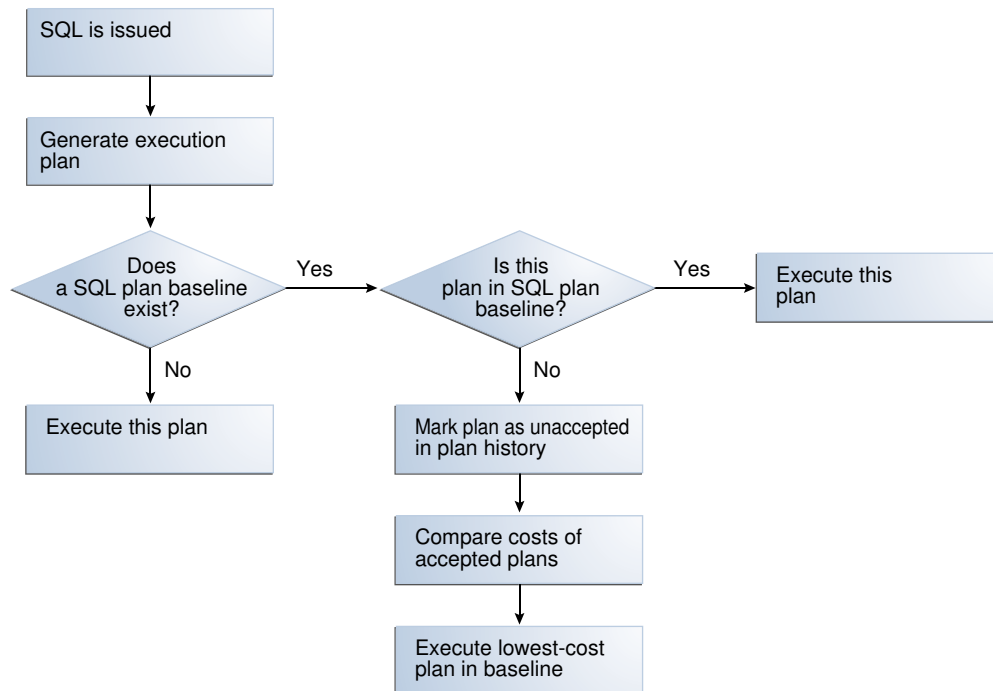 SQL is issued
Generate execution
plan
Does
a SQL plan baseline
exist?
Yes
Is this
plan in SQL plan
baseline?
Yes
Execute this
plan
No
No
Execute this plan
Mark plan as unaccepted
in plan history
Compare costs of
accepted plans
Execute lowest-cost
plan in baseline